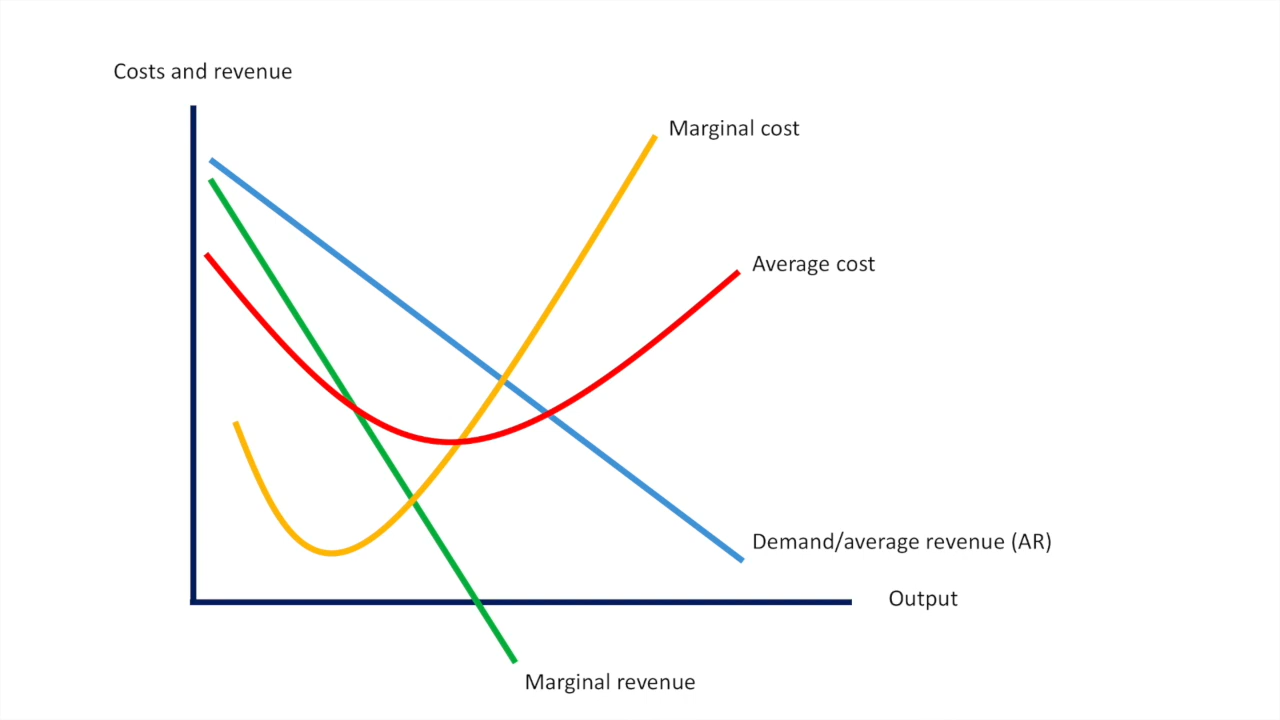 Costs and revenue
Marginal cost
Average cost
Demand/average revenue (AR)
Output
Marginal revenue